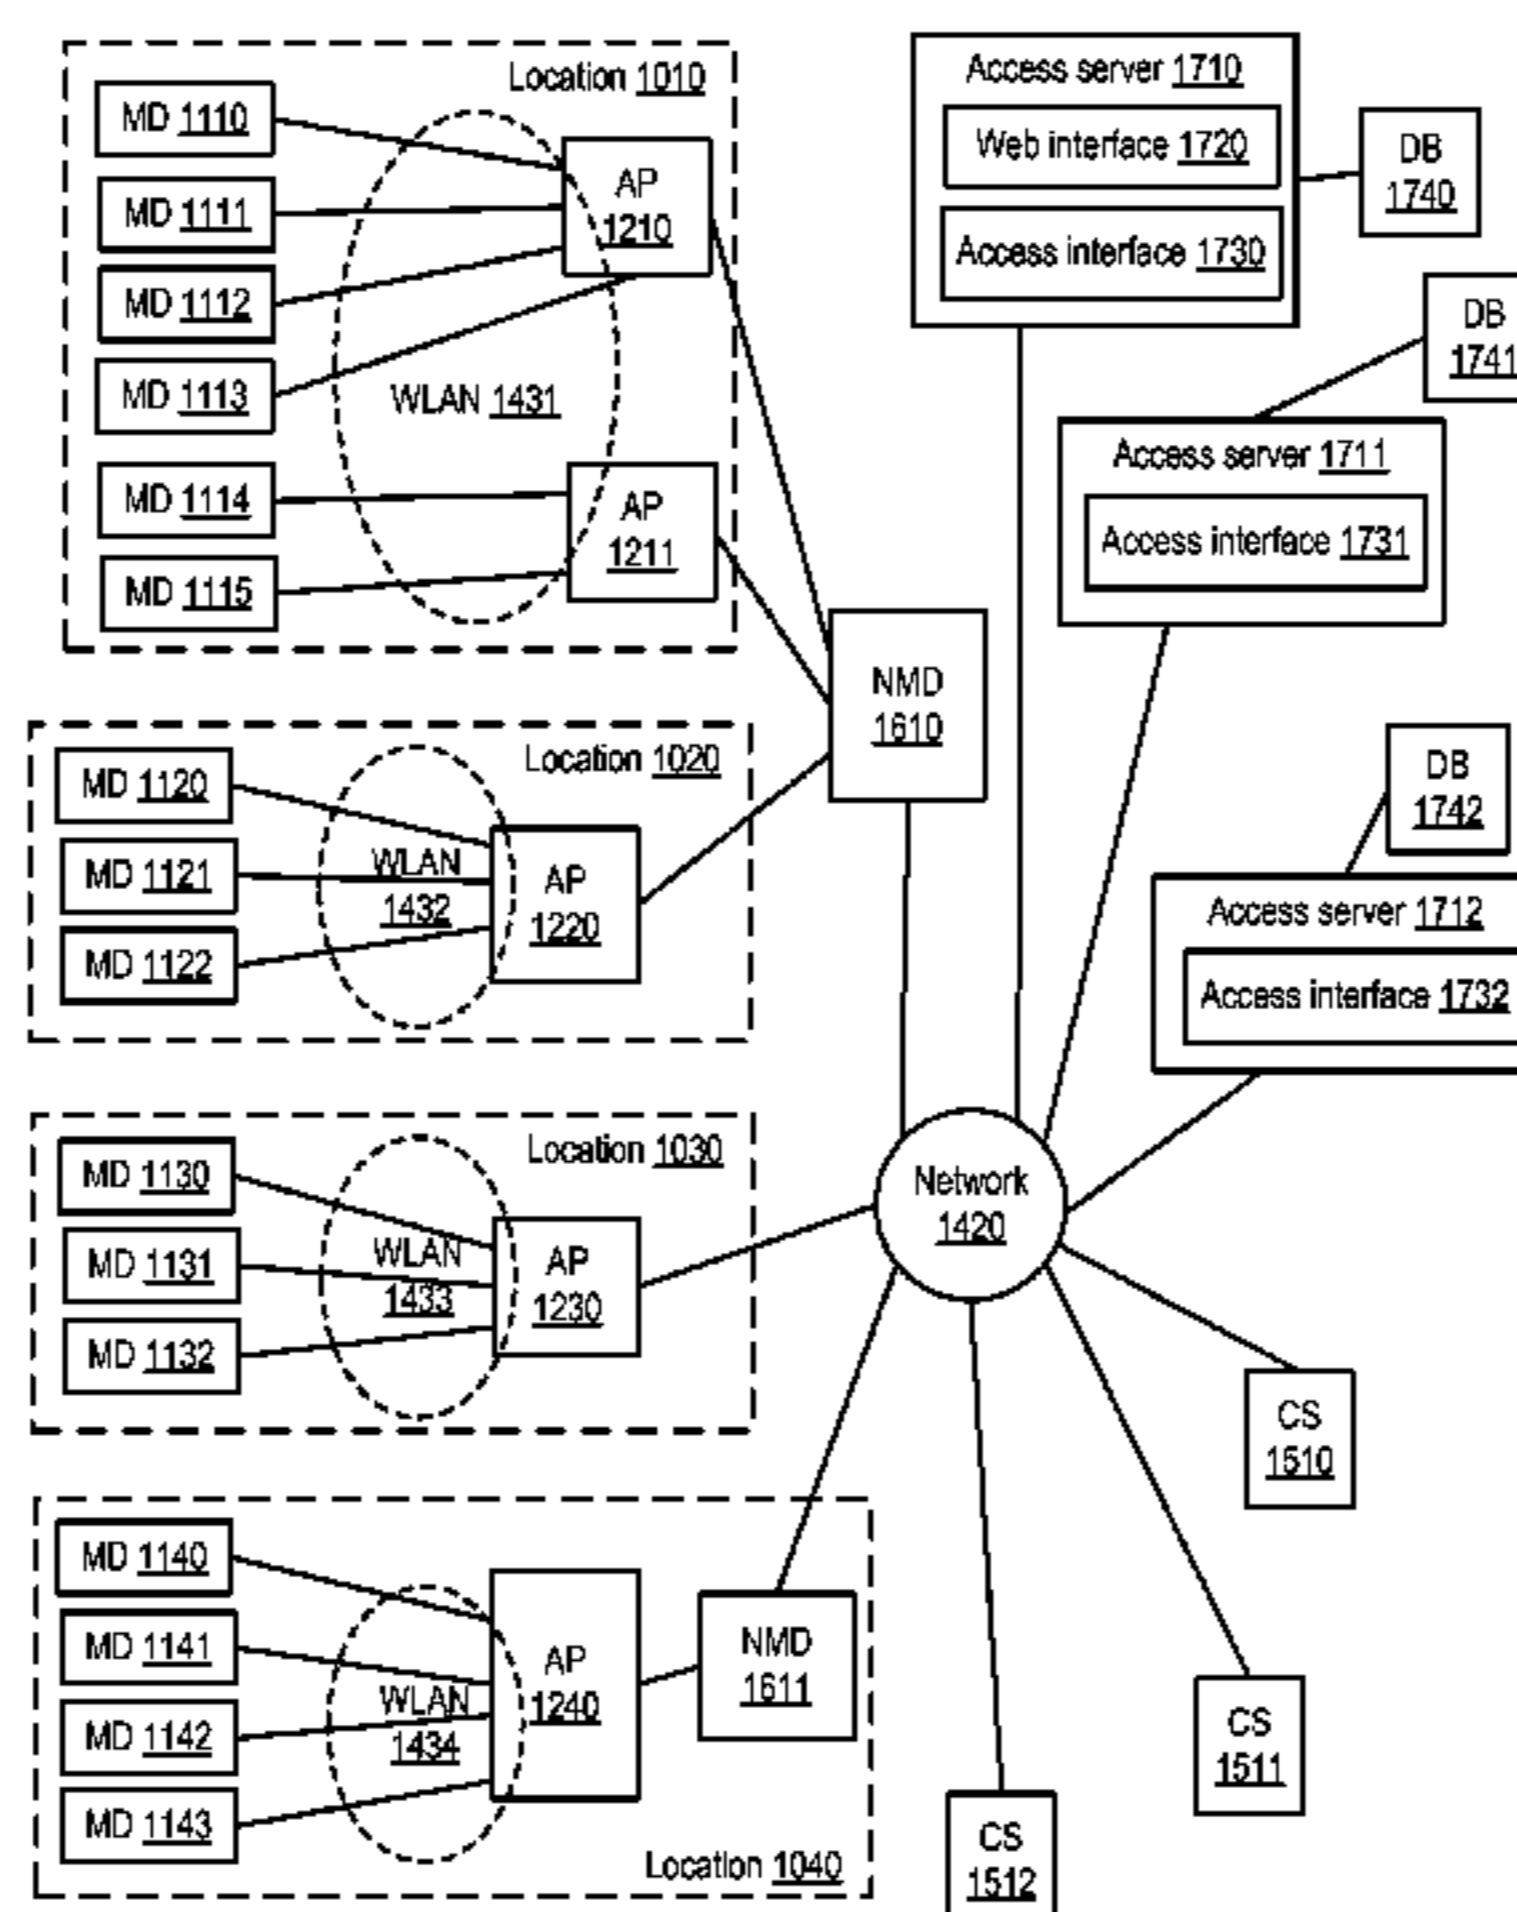 Location 1010
MD 1110
MD 1111
MD 1112
MD 1113
MD 1114
MD 1115
WLAN 1431
AP
1210
AP
1211
Location 1020
MD 1120
MD 1121
MD 1122
WLAN
1432
AP
1220
Location 1030
MD 1130
MD 1131
MD 1132
WLAN
1433
AP
1230
Location 1040
MD 1140
MD 1141
MD 1142
MD 1143
WLAN
1434
AP
1240
NMD
1611
NMD
1610
Access server 1710
Web interface 1720
Access interface 1730
DB
1740
DB
1741
Access server 1711
Access interface 1731
DB
1742
Access server 1712
Access interface 1732
Network
1420
CS
1510
CS
1511
CS
1512